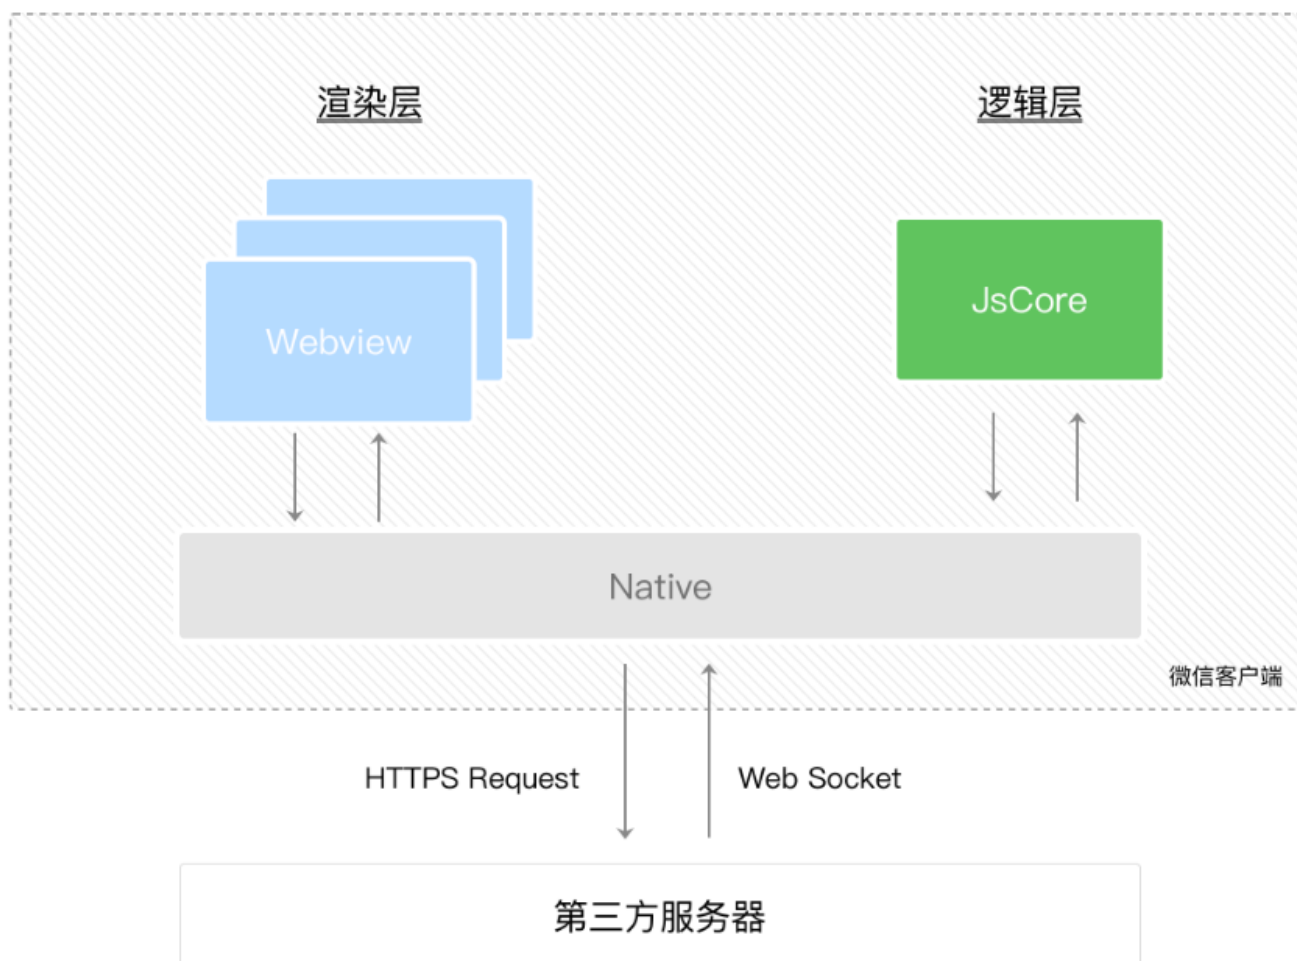 渲染层
逻辑层
Webview
JsCore
Native
微信客户端
HTTPS Request
Web Socket
第三方服务器